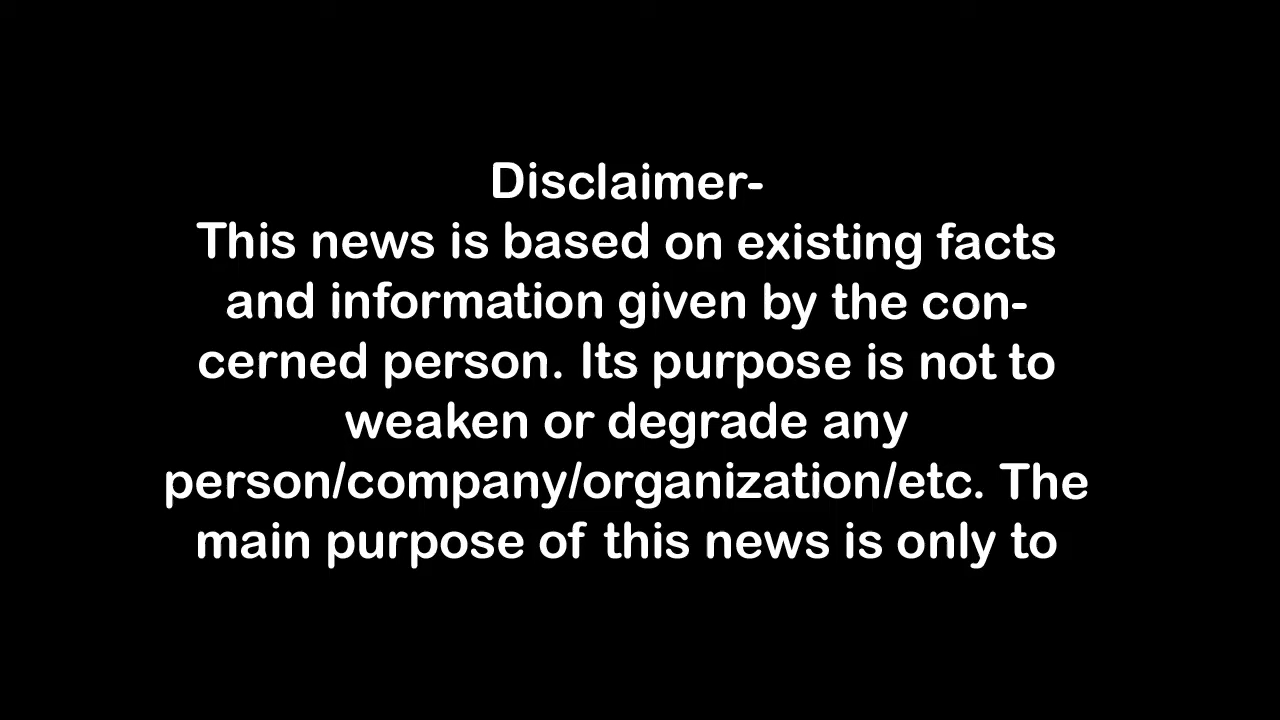 Disclaimer-
This news is based on existing facts
and information given by the con-
cerned person. Its purpose is not to
weaken or degrade any
person/company/organization/etc. The
main purpose of this news is only to